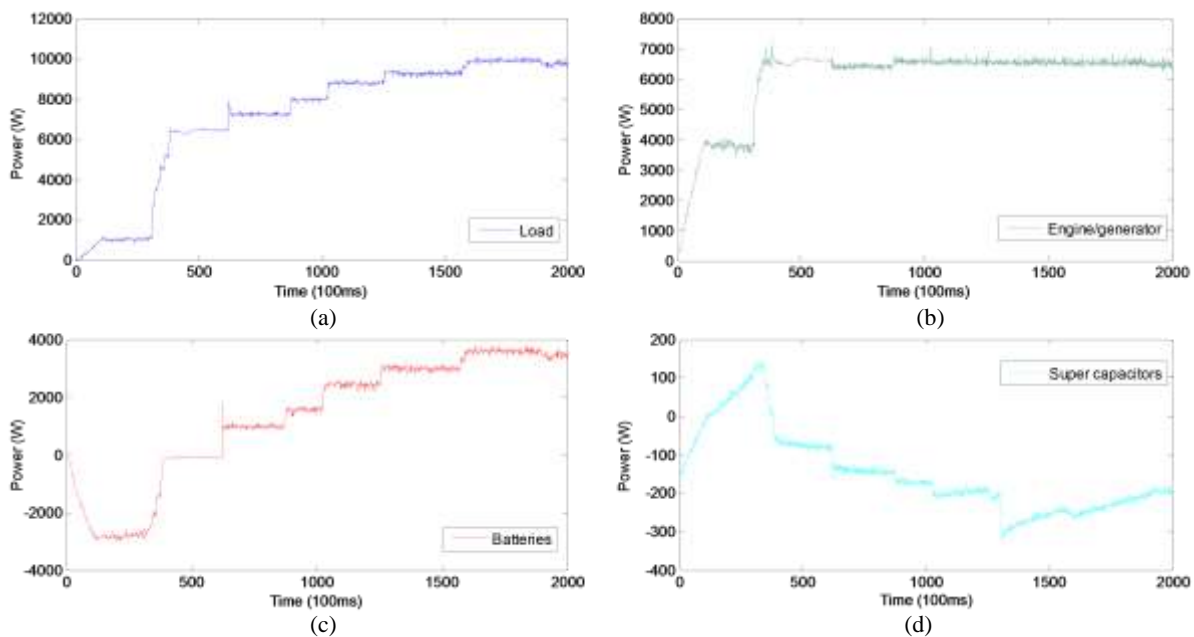 12000
10000
8000
6000
4000
2000
0
Power (W)
Load
0 500 1000 1500 2000
Time (100ms)
(a)
8000
7000
6000
5000
4000
3000
2000
1000
0
Power (W)
Engine/generator
0 500 1000 1500 2000
Time (100ms)
(b)
4000
2000
0
-2000
-4000
Power (W)
Batteries
0 500 1000 1500 2000
Time (100ms)
(c)
200
100
0
-100
-200
-300
-400
Power (W)
Super capacitors
0 500 1000 1500 2000
Time (100ms)
(d)